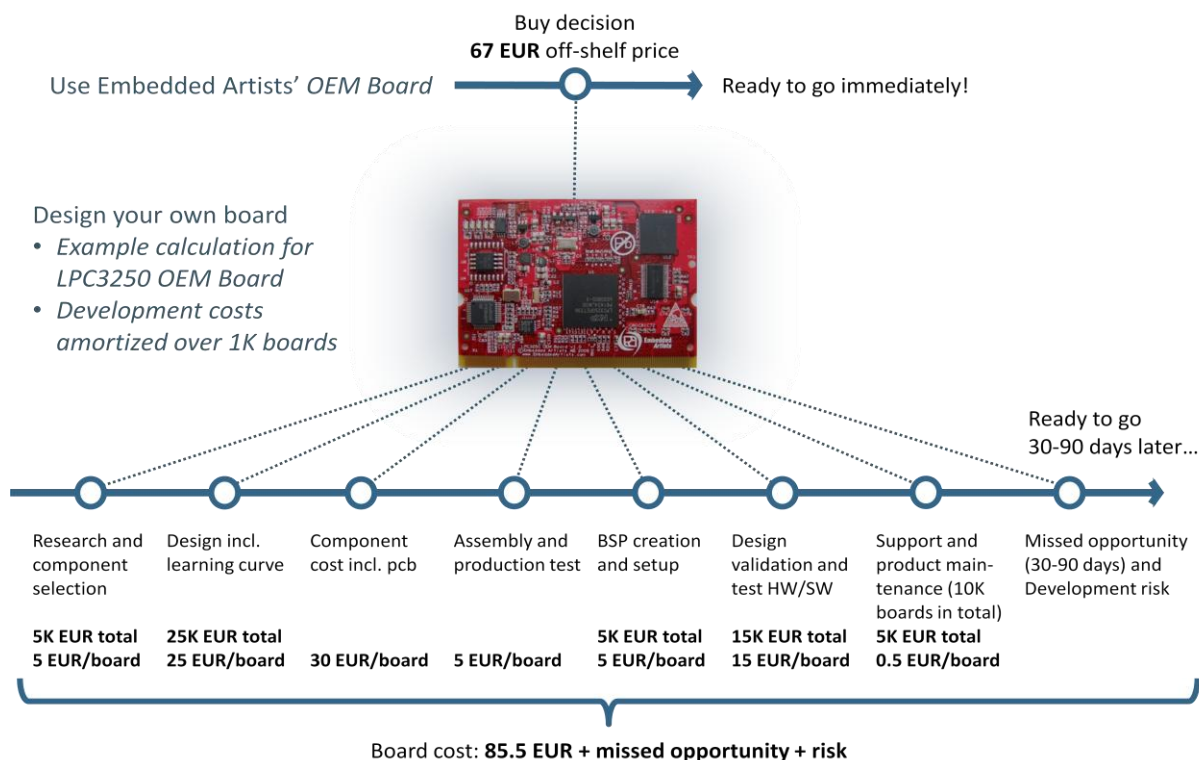 Buy decision
67 EUR off-shelf price
Use Embedded Artists' OEM Board
Ready to go immediately!
Design your own board
• Example calculation for
LPC3250 OEM Board
• Development costs
amortized over 1K boards
Embedded
Artists
Ready to go
30-90 days later...
Research and
component
selection
5K EUR total
5 EUR/board
Design incl.
learning curve
25K EUR total
25 EUR/board
Component
cost incl. pcb
30 EUR/board
Assembly and
production test
5 EUR/board
BSP creation
and setup
5K EUR total
5 EUR/board
Design
validation and
test HW/SW
15K EUR total
15 EUR/board
Support and
product main-
tenance (10K
boards in total)
5K EUR total
0.5 EUR/board
Missed opportunity
(30-90 days) and
Development risk
Board cost: 85.5 EUR + missed opportunity + risk